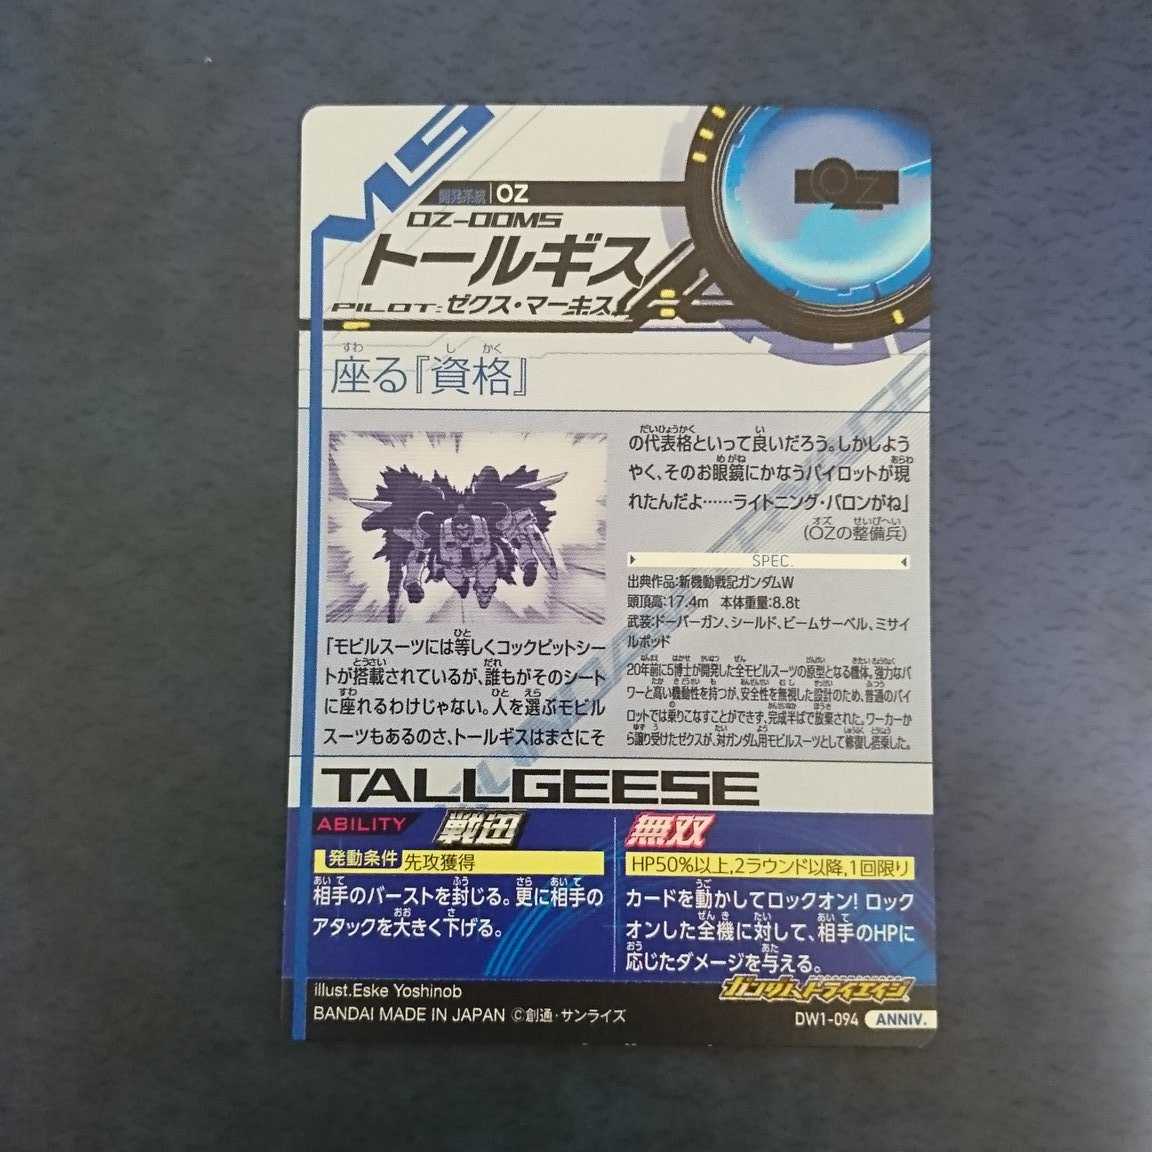 MS
開発系統 OZ
OZ
OZ-00MS
トールギス
PILOT: ゼクス・マーキス
座る『資格』
「モビルスーツには等しくコックピットシー
トが搭載されているが、誰もがそのシート
に座れるわけじゃない。人を選ぶモビル
スーツもあるのさ、トールギスはまさにそ
の代表格といって良いだろう。しかしよう
やく、そのお眼鏡にかなうパイロットが現
れたんだよ……ライトニング・バロンがね」
(OZの整備兵)
SPEC.
出典作品:新機動戦記ガンダムW
頭頂高:17.4m 本体重量:8.8t
武装:ドーバーガン、シールド、ビームサーベル、ミサイ
ルポッド
20年前に5博士が開発した全モビルスーツの原型となる機体。強力なパ
ワーと高い機動性を持つが、安全性を無視した設計のため、普通のパイ
ロットでは乗りこなすことができず、完成半ばで放棄された。ワーカーか
ら譲り受けたゼクスが、対ガンダム用モビルスーツとして修復し搭乗した。
TALLGEESE
ABILITY 戦迅
発動条件 先攻獲得
相手のバーストを封じる。更に相手の
アタックを大きく下げる。
無双
HP50%以上,2ラウンド以降,1回限り
カードを動かしてロックオン! ロック
オンした全機に対して、相手のHPに
応じたダメージを与える。
ガンダムトライエイジ
illust.Eske Yoshinob
BANDAI MADE IN JAPAN ©創通・サンライズ
DW1-094 ANNIV.